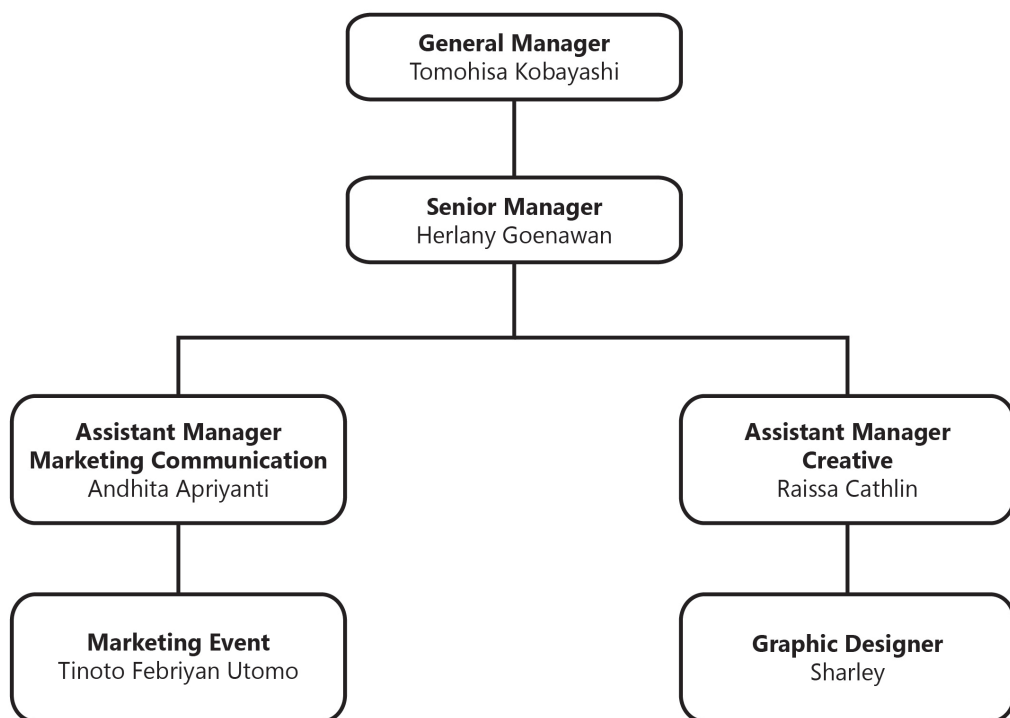 General Manager
Tomohisa Kobayashi
Senior Manager
Herlany Goenawan
Assistant Manager
Marketing Communication
Andhita Apriyanti
Assistant Manager
Creative
Raissa Cathlin
Marketing Event
Tinoto Febriyan Utomo
Graphic Designer
Sharley